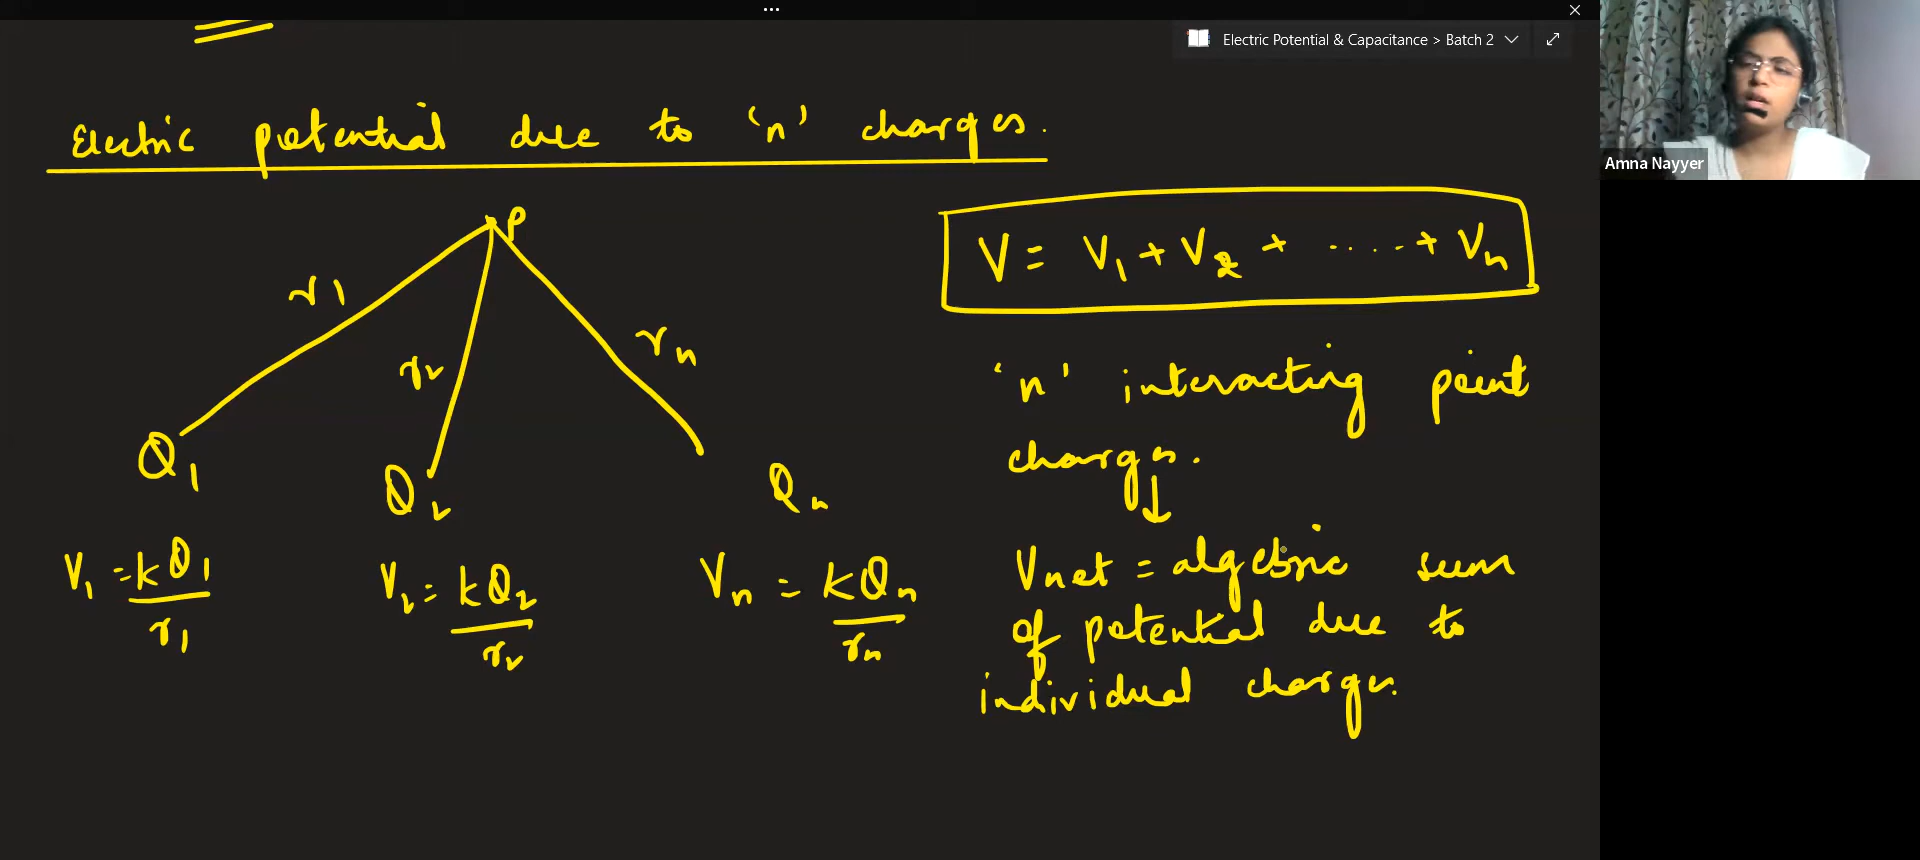 Electric Potential & Capacitance > Batch 2
Amna Nayyer
Electric potential due to 'n' charges.
P
r1
r2
rn
Q1
Q2
Qn
V1 = kQ1/r1
V2 = kQ2/r2
Vn = kQn/rn
V = V1 + V2 + ..... + Vn
'n' interacting point
charges.
↓
Vnet = algebric sum
of potential due to
individual charges.